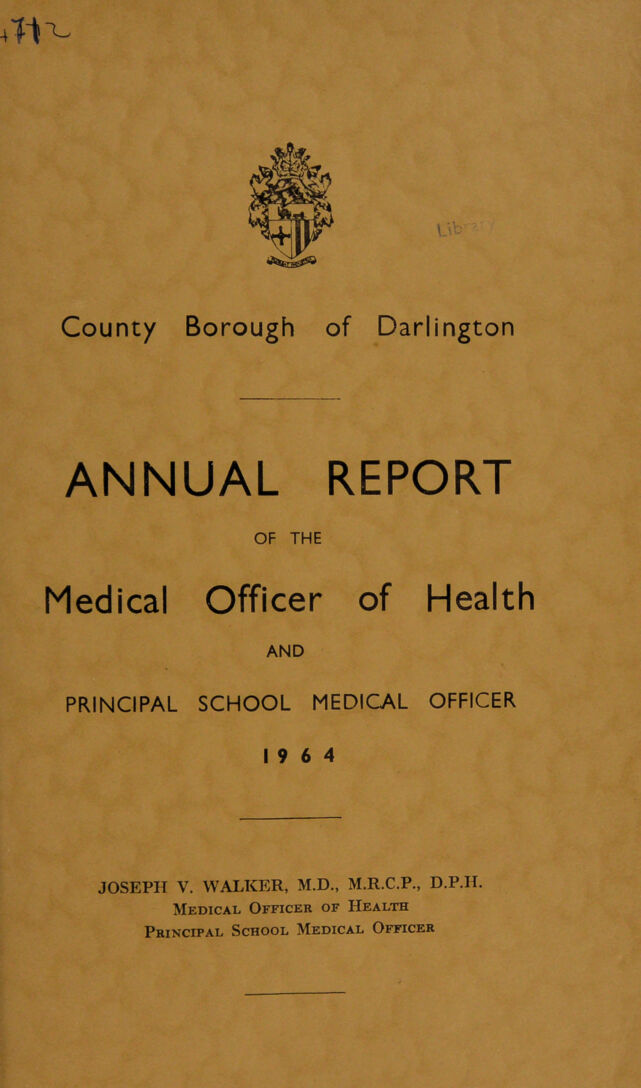 Library
County Borough of Darlington
ANNUAL REPORT
OF THE
Medical Officer of Health
AND
PRINCIPAL SCHOOL MEDICAL OFFICER
1964
JOSEPH V. WALKER, M.D., M.R.C.P., D.P.H.
MEDICAL OFFICER OF HEALTH
PRINCIPAL SCHOOL MEDICAL OFFICER